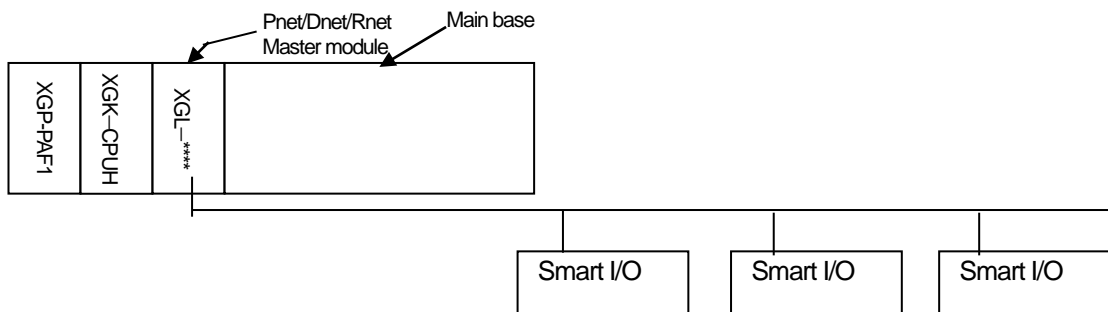 Pnet/Dnet/Rnet
Master module
Main base
XGP-PAF1
XGK–CPUH
XGL–****
Smart I/O
Smart I/O
Smart I/O